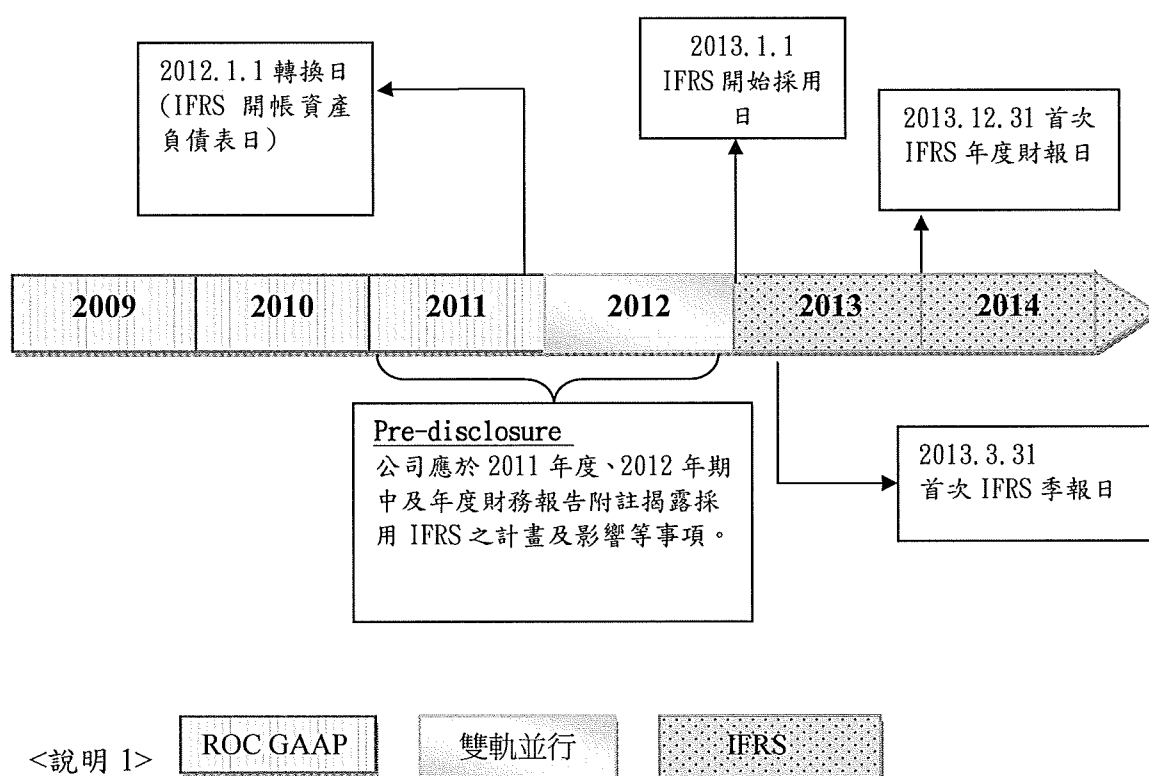 2012.1.1 轉換日
(IFRS 開帳資產
負債表日)
2013.1.1
IFRS 開始採用
日
2013.12.31 首次
IFRS 年度財報日
2009
2010
2011
2012
2013
2014
Pre-disclosure
公司應於 2011 年度、2012 年期
中及年度財務報告附註揭露採
用 IFRS 之計畫及影響等事項。
2013.3.31
首次 IFRS 季報日
<說明 1>
ROC GAAP
雙軌並行
IFRS